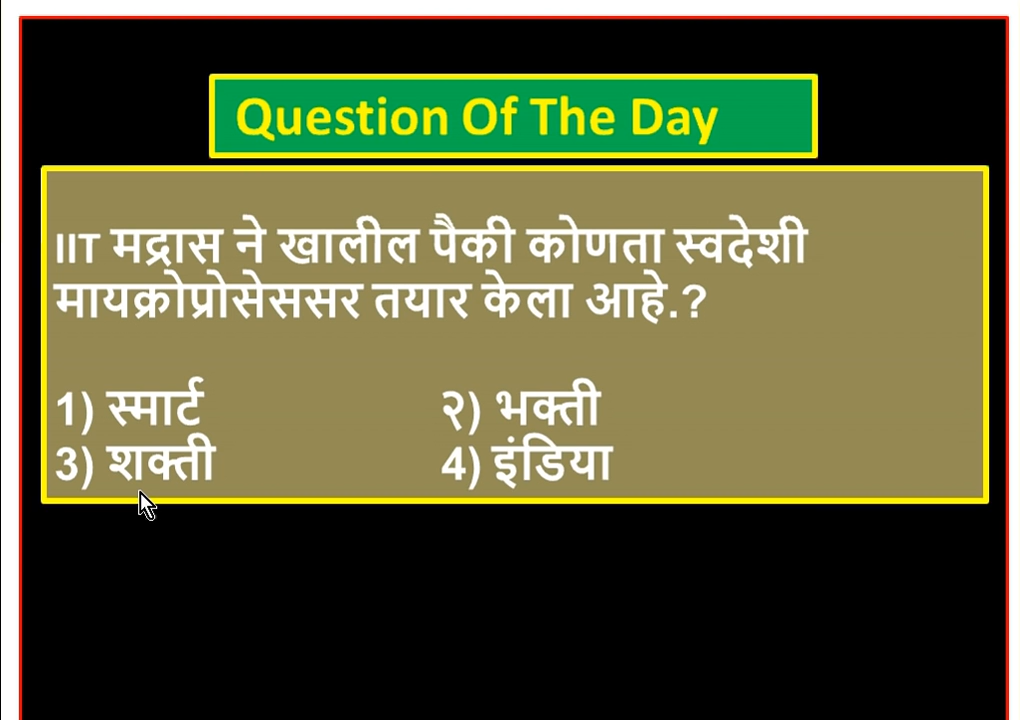 Question Of The Day
IIT मद्रास ने खालील पैकी कोणता स्वदेशी
मायक्रोप्रोसेससर तयार केला आहे.?
1) स्मार्ट २) भक्ती
3) शक्ती 4) इंडिया